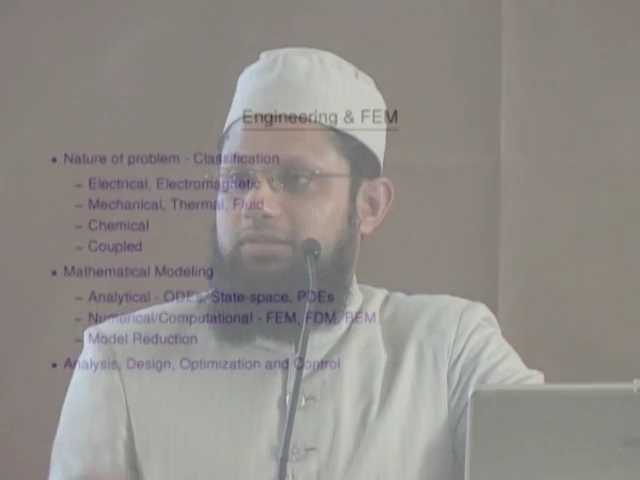 Engineering & FEM
• Nature of problem - Classification
– Electrical, Electromagnetic
– Mechanical, Thermal, Fluid
– Chemical
– Coupled
• Mathematical Modeling
– Analytical - ODEs, State-space, PDEs
– Numerical/Computational - FEM, FDM, BEM
– Model Reduction
• Analysis, Design, Optimization and Control